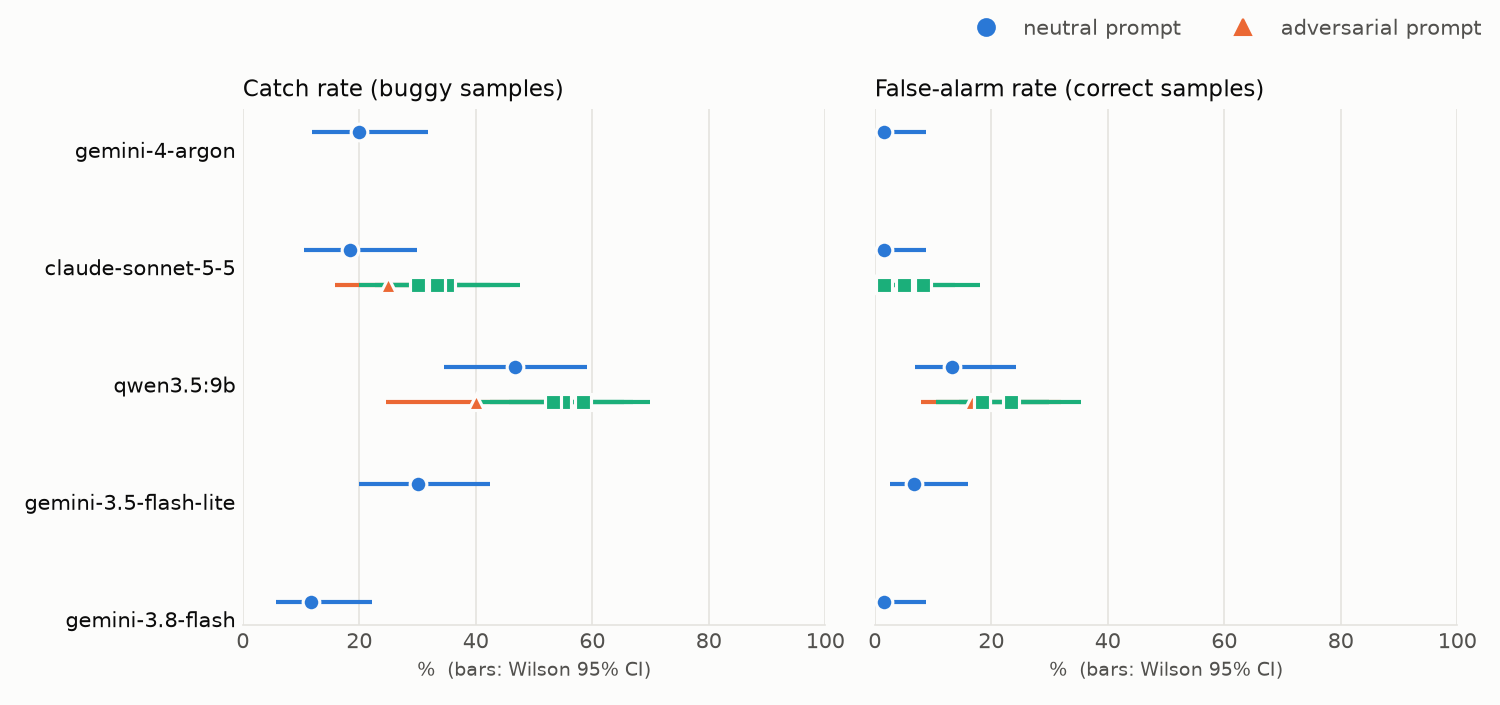 neutral prompt adversarial prompt
Catch rate (buggy samples)
False-alarm rate (correct samples)
gemini-4-argon
claude-sonnet-5-5
qwen3.5:9b
gemini-3.5-flash-lite
gemini-3.8-flash
0 20 40 60 80 100
0 20 40 60 80 100
% (bars: Wilson 95% CI)
% (bars: Wilson 95% CI)